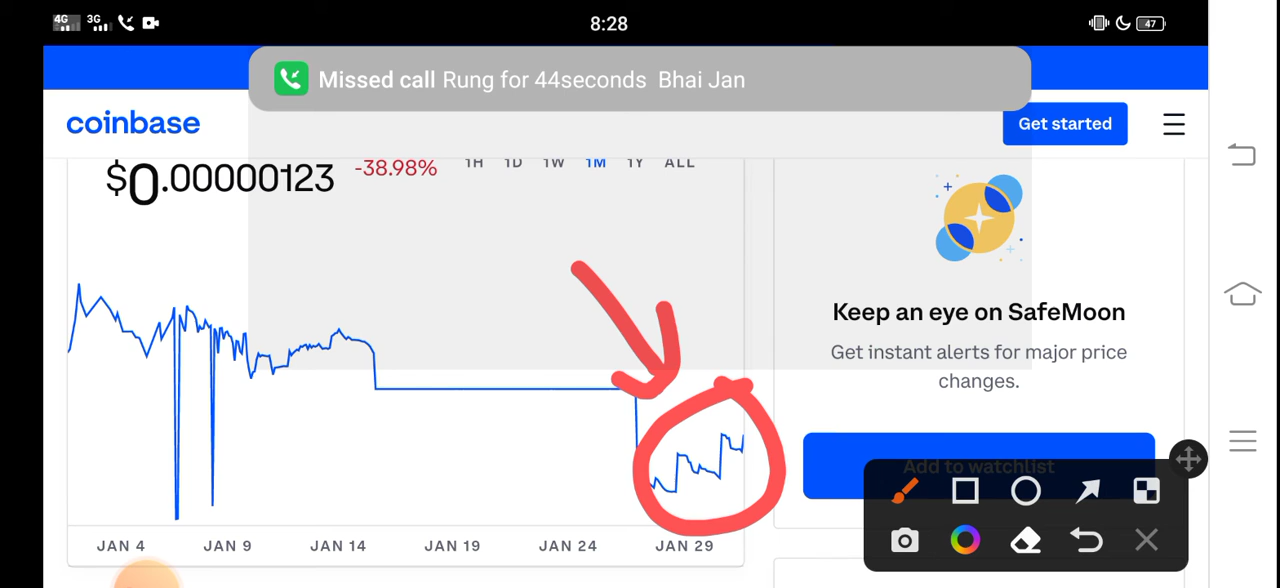 4G 3G 8:28 47
Missed call Rung for 44seconds Bhai Jan
coinbase
Get started
$0.00000123 -38.98% 1H 1D 1W 1M 1Y ALL
Keep an eye on SafeMoon
Get instant alerts for major price
changes.
Add to watchlist
JAN 4 JAN 9 JAN 14 JAN 19 JAN 24 JAN 29